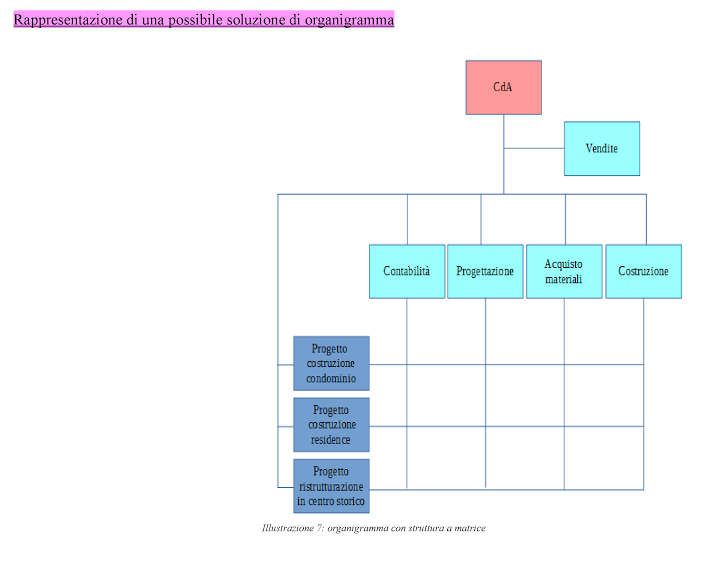 Rappresentazione di una possibile soluzione di organigramma
CdA
Vendite
Contabilità
Progettazione
Acquisto
materiali
Costruzione
Progetto
costruzione
condominio
Progetto
costruzione
residence
Progetto
ristrutturazione
in centro storico
Illustrazione 7: organigramma con struttura a matrice